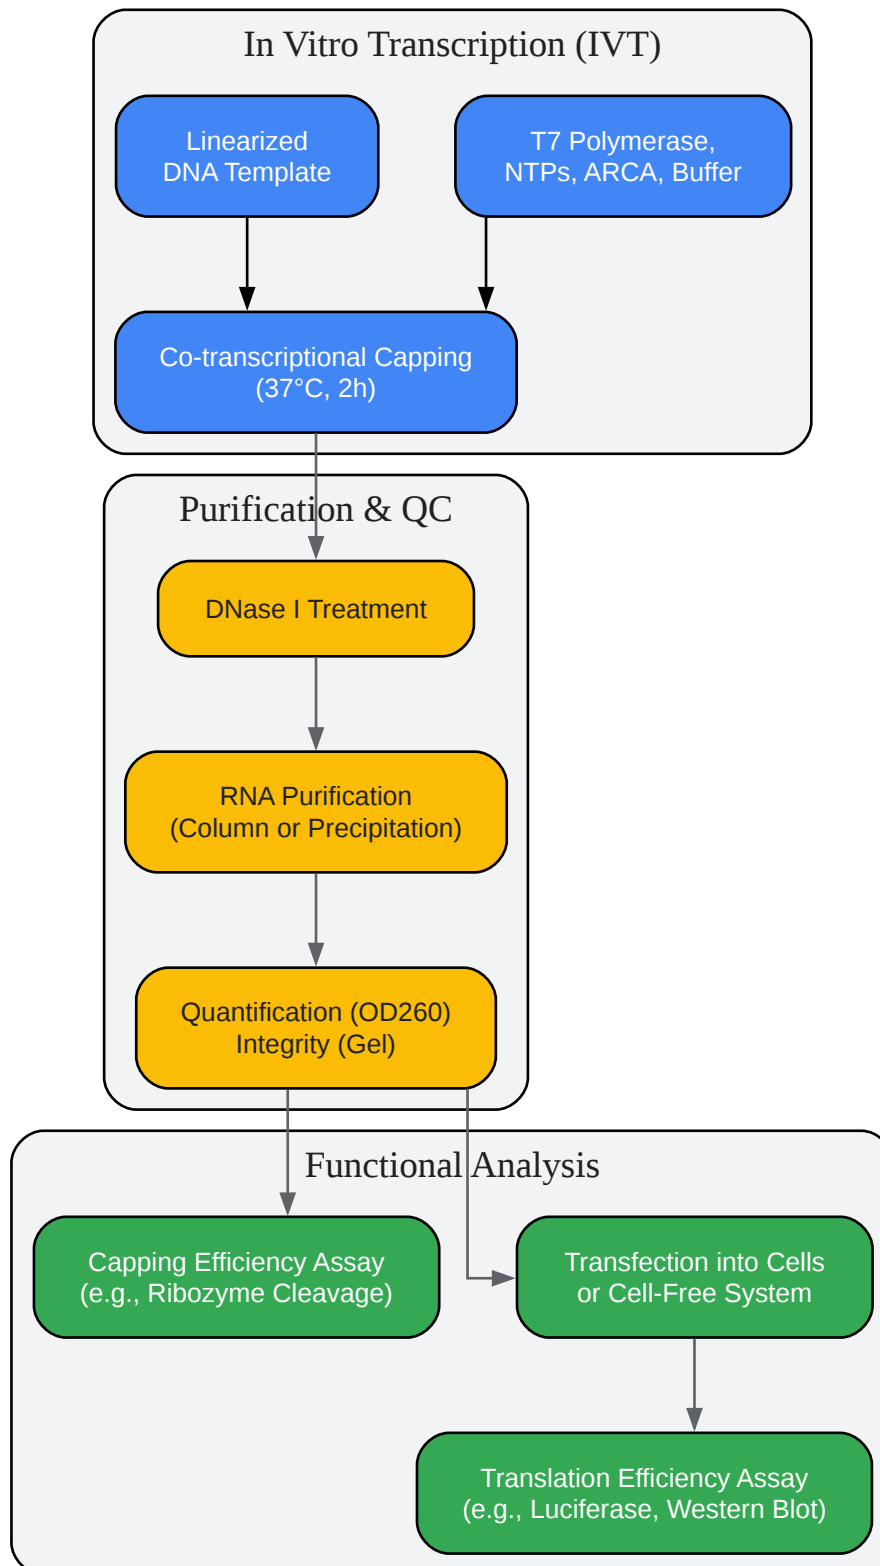 In Vitro Transcription (IVT)
Linearized
DNA Template
T7 Polymerase,
NTPs, ARCA, Buffer
Co-transcriptional Capping
(37°C, 2h)
Purification & QC
DNase I Treatment
RNA Purification
(Column or Precipitation)
Quantification (OD260)
Integrity (Gel)
Functional Analysis
Capping Efficiency Assay
(e.g., Ribozyme Cleavage)
Transfection into Cells
or Cell-Free System
Translation Efficiency Assay
(e.g., Luciferase, Western Blot)